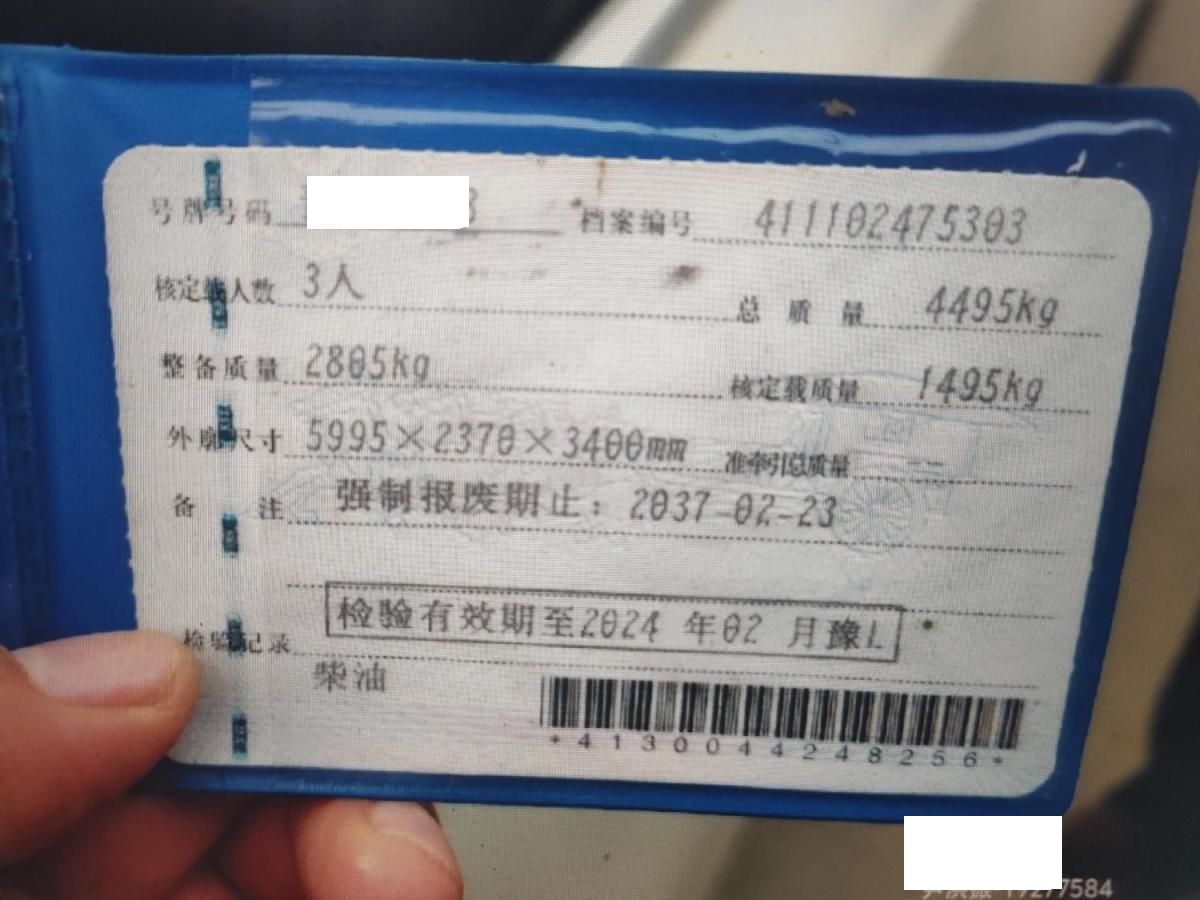 号牌号码 档案编号 411102475303
核定载人数 3人 总质量 4495kg
整备质量 2805kg 核定载质量 1495kg
外廓尺寸 5995×2370×3400mm 准牵引总质量 --
备注 强制报废期止：2037-02-23
检验记录 检验有效期至2024 年02 月豫L
柴油
*4130044248256*